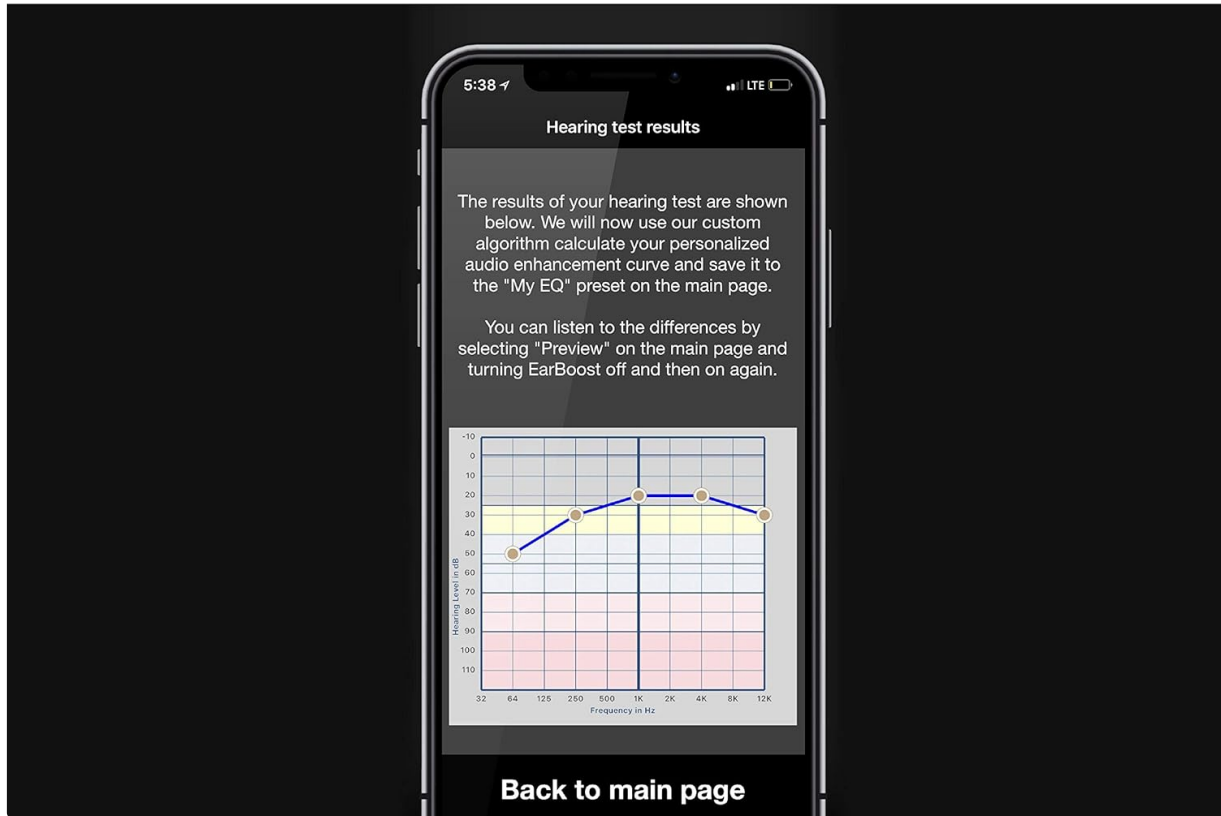 5:38
LTE
Hearing test results
The results of your hearing test are shown
below. We will now use our custom
algorithm calculate your personalized
audio enhancement curve and save it to
the "My EQ" preset on the main page.
You can listen to the differences by
selecting "Preview" on the main page and
turning EarBoost off and then on again.
-10
0
10
20
30
40
50
60
70
80
90
100
110
Hearing Level in dB
32 64 125 250 500 1K 2K 4K 8K 12K
Frequency in Hz
Back to main page